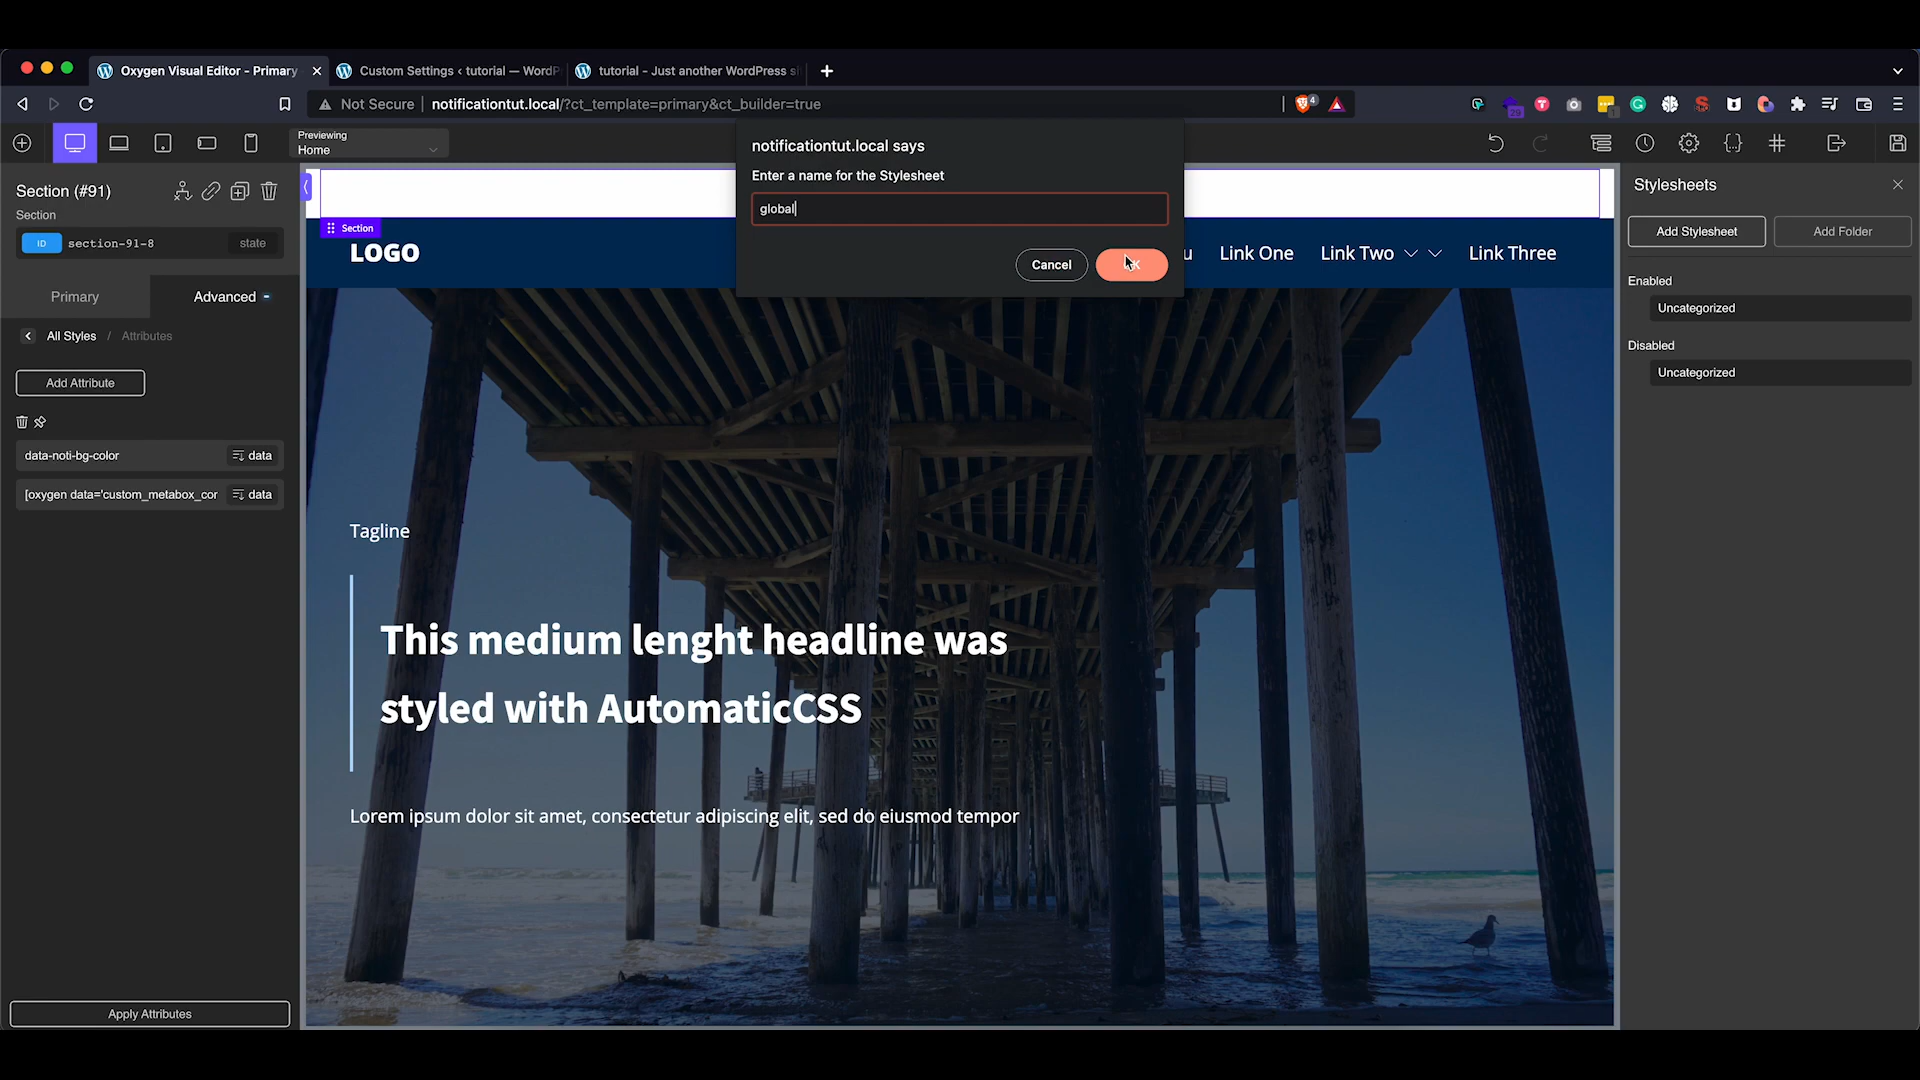 Oxygen Visual Editor - Primary
Custom Settings ‹ tutorial — WordP
tutorial - Just another WordPress si
Not Secure
notificationtut.local/?ct_template=primary&ct_builder=true
4
20
1
Previewing
Home
notificationtut.local says
Enter a name for the Stylesheet
global
Cancel
Section (#91)
Section
ID
section-91-8
state
Primary
Advanced
All Styles / Attributes
Add Attribute
data-noti-bg-color
data
[oxygen data='custom_metabox_cor
data
Apply Attributes
Section
LOGO
Link One
Link Two
Link Three
Tagline
This medium lenght headline was
styled with AutomaticCSS
Lorem ipsum dolor sit amet, consectetur adipiscing elit, sed do eiusmod tempor
Stylesheets
Add Stylesheet
Add Folder
Enabled
Uncategorized
Disabled
Uncategorized